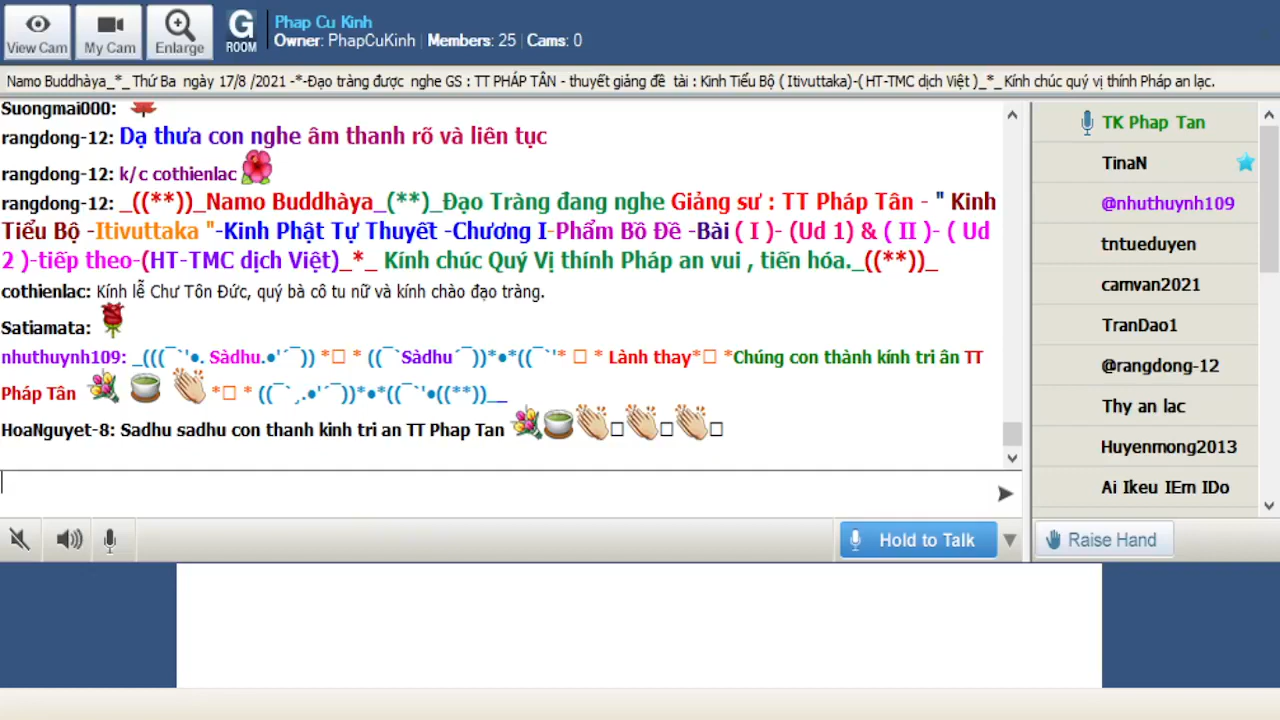 View Cam
My Cam
Enlarge
G
ROOM
Phap Cu Kinh
Owner: PhapCuKinh | Members: 25 | Cams: 0
Namo Buddhàya_*_ Thứ Ba ngày 17/8 /2021 -*-Đạo tràng được nghe GS : TT PHÁP TÂN - thuyết giảng đề tài : Kinh Tiểu Bộ ( Itivuttaka)-( HT-TMC dịch Việt )_*_ Kính chúc quý vị thính Pháp an lạc.
Suongmai000:
rangdong-12: Dạ thưa con nghe âm thanh rõ và liên tục
rangdong-12: k/c cothienlac
rangdong-12: _((**))_Namo Buddhàya_(**)_Đạo Tràng đang nghe Giảng sư : TT Pháp Tân - " Kinh
Tiểu Bộ -Itivuttaka "-Kinh Phật Tự Thuyết -Chương I-Phẩm Bồ Đề -Bài ( I )- (Ud 1) & ( II )- ( Ud
2 )-tiếp theo-(HT-TMC dịch Việt)_*_ Kính chúc Quý Vị thính Pháp an vui , tiến hóa._((**))_
cothienlac: Kính lễ Chư Tôn Đức, quý bà cô tu nữ và kính chào đạo tràng.
Satiamata:
nhuthuynh109: _(((¯`'•. Sàdhu.•'´¯)) *□ * ((¯`Sàdhu´¯))*•*((¯`'* □ * Lành thay*□ *Chúng con thành kính tri ân TT
Pháp Tân *□ * ((¯`¸.•'´¯))*•*((¯`'•((**))__
HoaNguyet-8: Sadhu sadhu con thanh kinh tri an TT Phap Tan □□□
Hold to Talk
TK Phap Tan
TinaN
@nhuthuynh109
tntueduyen
camvan2021
TranDao1
@rangdong-12
Thy an lac
Huyenmong2013
Ai Ikeu IEm IDo
Raise Hand